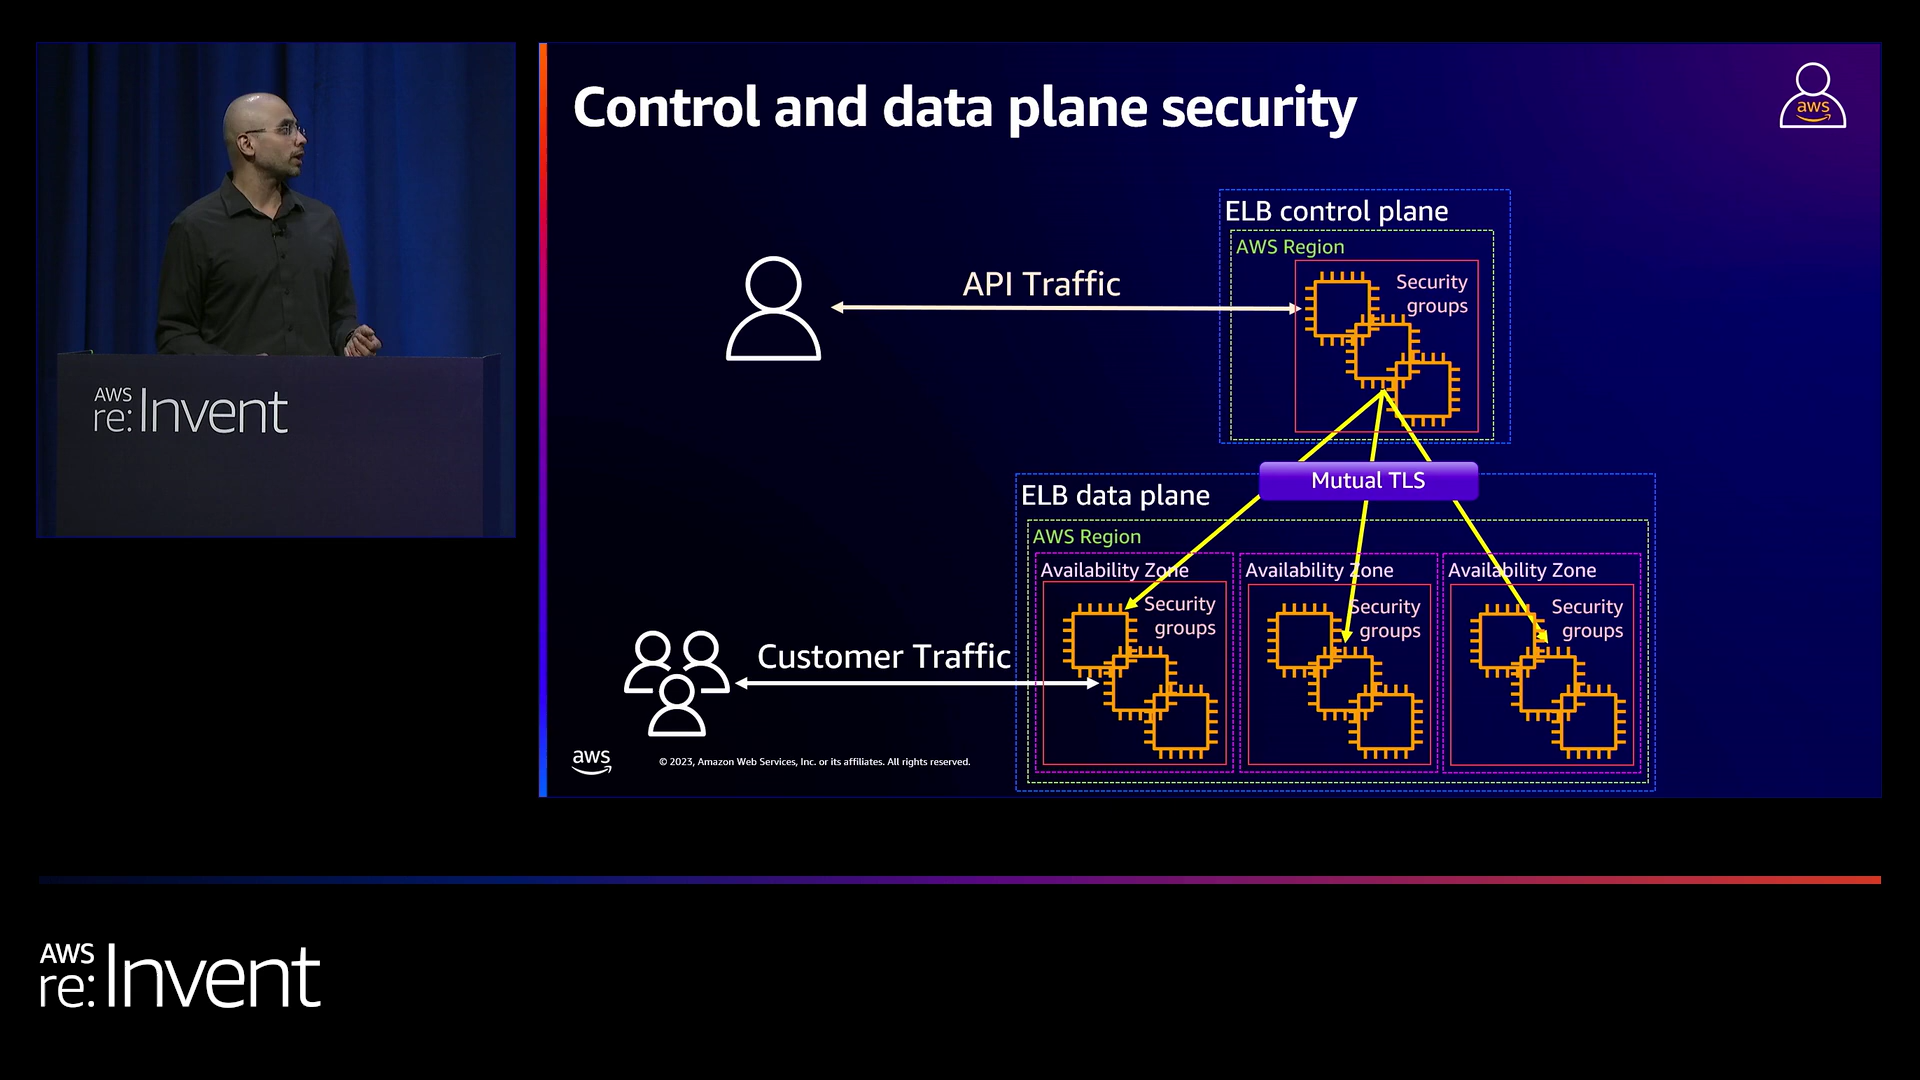 Control and data plane security
aws
ELB control plane
AWS Region
Security
groups
API Traffic
Mutual TLS
ELB data plane
AWS Region
Availability Zone
Security
groups
Availability Zone
Security
groups
Availability Zone
Security
groups
Customer Traffic
aws
© 2023, Amazon Web Services, Inc. or its affiliates. All rights reserved.
AWS
re:Invent
AWS
re:Invent